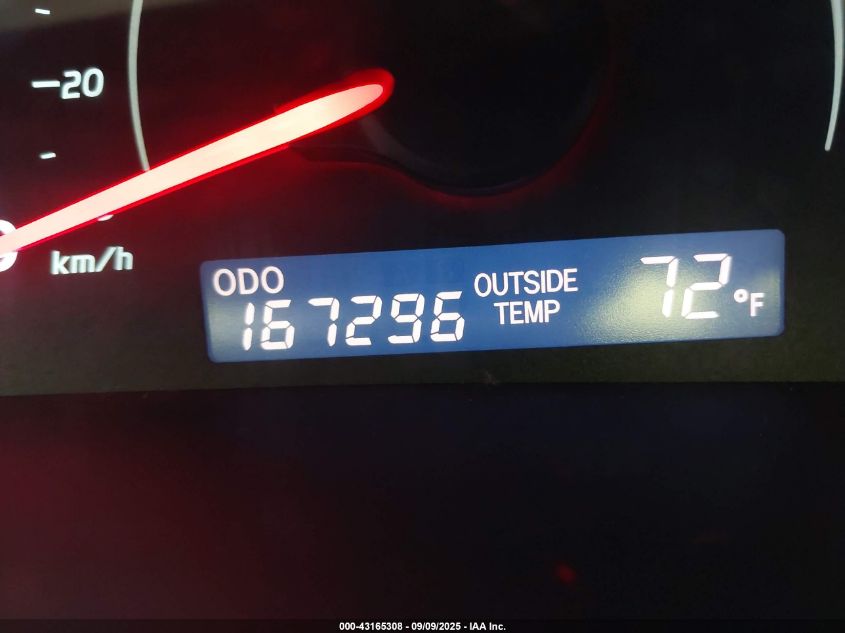 20
km/h
ODO
167296
OUTSIDE
TEMP
72°F
000-43165308 - 09/09/2025 - IAA Inc.